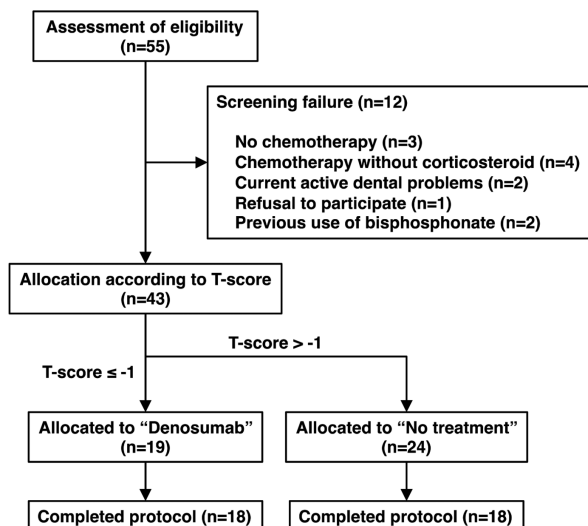 Assessment of eligibility
(n=55)
Screening failure (n=12)
No chemotherapy (n=3)
Chemotherapy without corticosteroid (n=4)
Current active dental problems (n=2)
Refusal to participate (n=1)
Previous use of bisphosphonate (n=2)
Allocation according to T-score
(n=43)
T-score > -1
T-score ≤ -1
Allocated to “Denosumab”
(n=19)
Allocated to “No treatment”
(n=24)
Completed protocol (n=18)
Completed protocol (n=18)